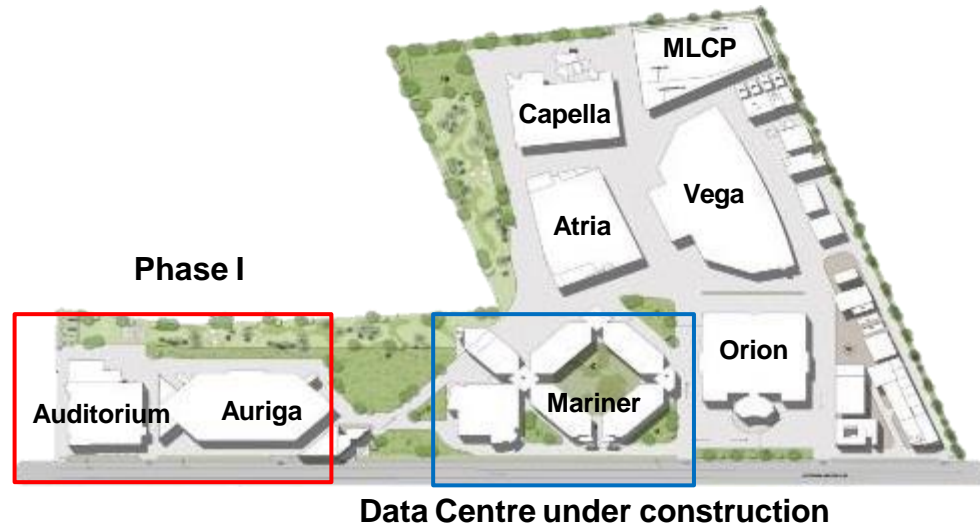 MLCP
Capella
Vega
Atria
Phase I
Orion
Auditorium
Auriga
Mariner
Data Centre under construction